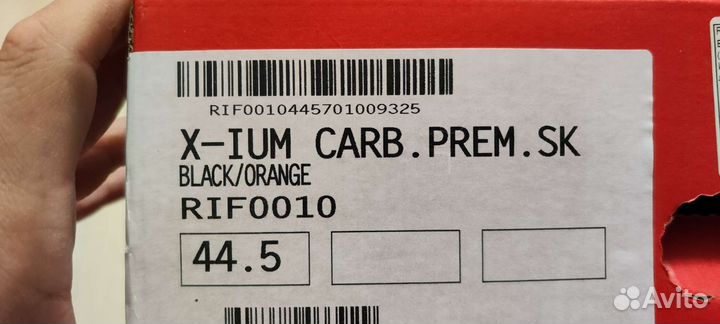 RIF0010445701009325
X-IUM CARB.PREM.SK
BLACK/ORANGE
RIF0010
44.5
Avito